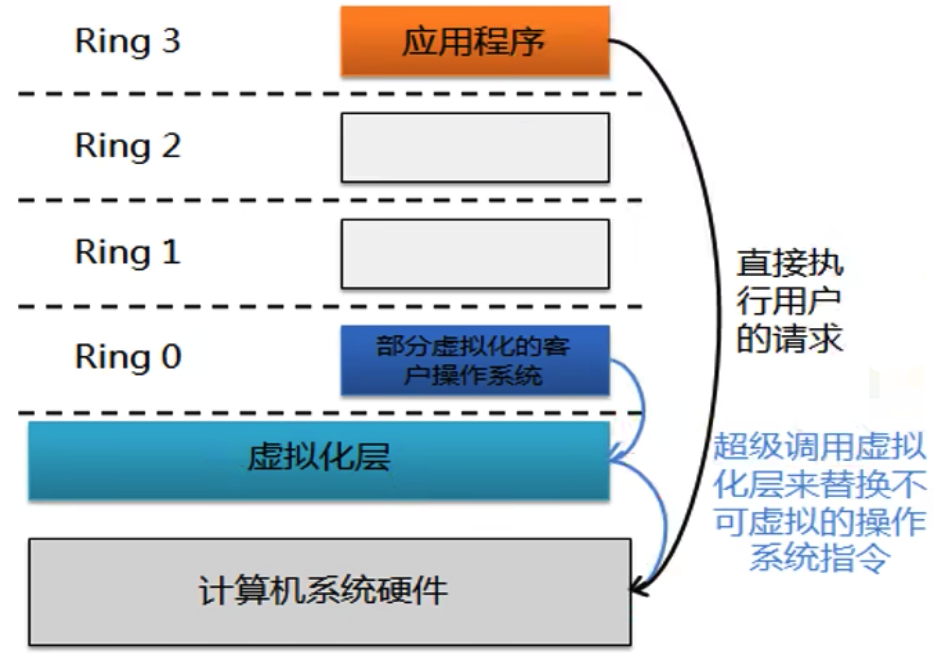 Ring 3
应用程序
Ring 2
Ring 1
直接执
行用户
的请求
Ring 0
部分虚拟化的客
户操作系统
虚拟化层
超级调用虚拟
化层来替换不
可虚拟的操作
系统指令
计算机系统硬件